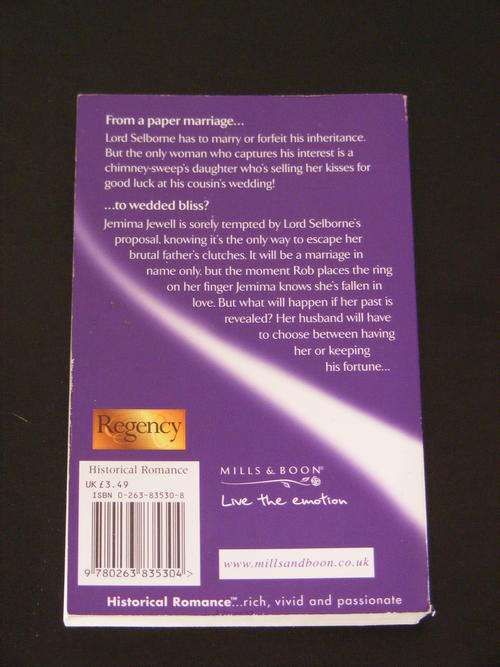 From a paper marriage...
Lord Selborne has to marry or forfeit his inheritance.
But the only woman who captures his interest is a
chimney-sweep's daughter who's selling her kisses for
good luck at his cousin's wedding!
...to wedded bliss?
Jemima Jewell is sorely tempted by Lord Selborne's
proposal, knowing it's the only way to escape her
brutal father's clutches. It will be a marriage in
name only, but the moment Rob places the ring
on her finger Jemima knows she's fallen in
love. But what will happen if her past is
revealed? Her husband will have
to choose between having
her or keeping
his fortune...
Regency
Historical Romance
UK £3.49
ISBN 0-263-83530-8
9 780263 835304 >
MILLS & BOON®
Live the emotion
www.millsandboon.co.uk
Historical Romance™...rich, vivid and passionate